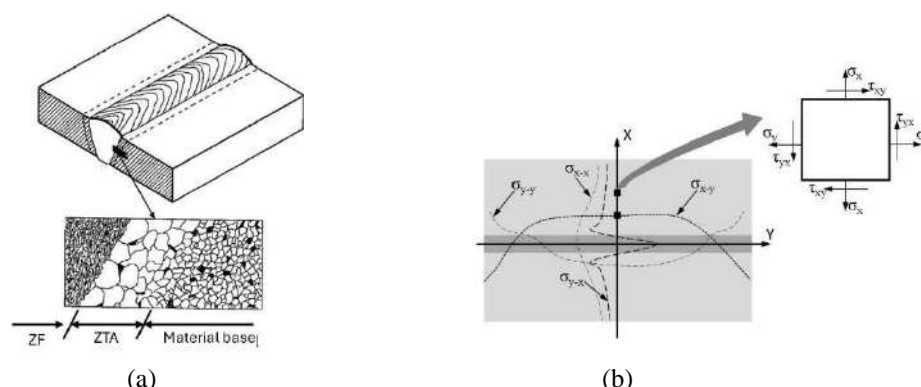 ZF
ZTA
Material base
(a)
X
Y
σy-y
σx-x
σx-y
σy-x
σx
τxy
τyx
σy
σ
τyx
τxy
σx
(b)